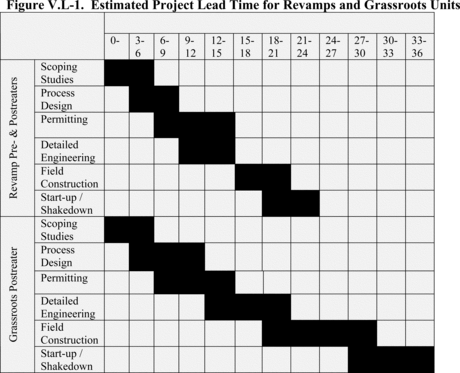 Figure V.L-1. Estimated Project Lead Time for Revamps and Grassroots Units
0- 3- 6- 9- 12- 15- 18- 21- 24- 27- 30- 33-
6 9 12 15 18 21 24 27 30 33 36
Revamp Pre- & Postreaters
Scoping
Studies
Process
Design
Permitting
Detailed
Engineering
Field
Construction
Start-up /
Shakedown
Grassroots Postreater
Scoping
Studies
Process
Design
Permitting
Detailed
Engineering
Field
Construction
Start-up /
Shakedown